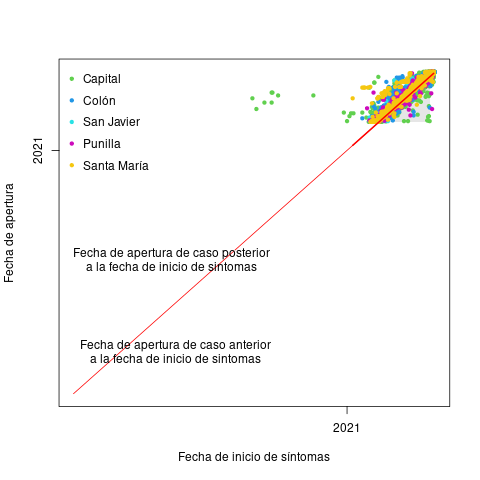 Capital
Colón
San Javier
Punilla
Santa María
2021
Fecha de apertura
Fecha de apertura de caso posterior
a la fecha de inicio de sintomas
Fecha de apertura de caso anterior
a la fecha de inicio de sintomas
2021
Fecha de inicio de síntomas